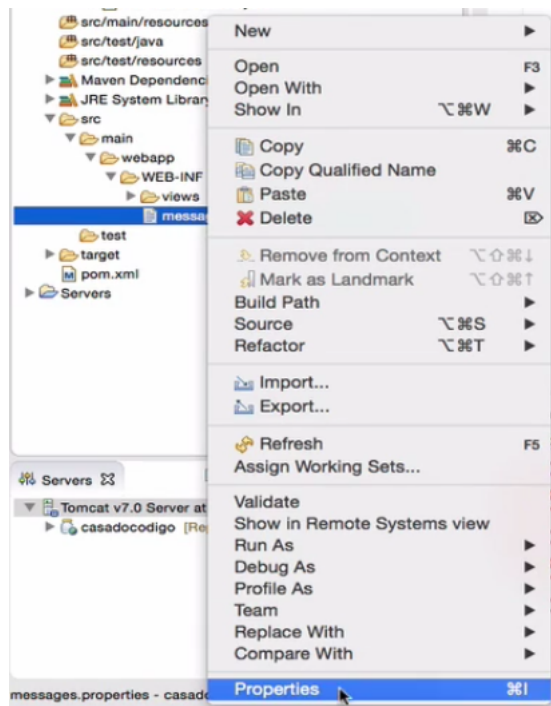 src/main/resources
src/test/java
src/test/resources
Maven Dependenc
JRE System Library
src
main
webapp
WEB-INF
views
messa
test
target
pom.xml
Servers
Servers
Tomcat v7.0 Server at
casadocodigo [Re
messages.properties - casado
New
Open F3
Open With
Show In ⌥⌘W
Copy ⌘C
Copy Qualified Name
Paste ⌘V
Delete ⌦
Remove from Context ⌥⇧⌘↓
Mark as Landmark ⌥⇧⌘↑
Build Path
Source ⌥⌘S
Refactor ⌥⌘T
Import...
Export...
Refresh F5
Assign Working Sets...
Validate
Show in Remote Systems view
Run As
Debug As
Profile As
Team
Replace With
Compare With
Properties ⌘I